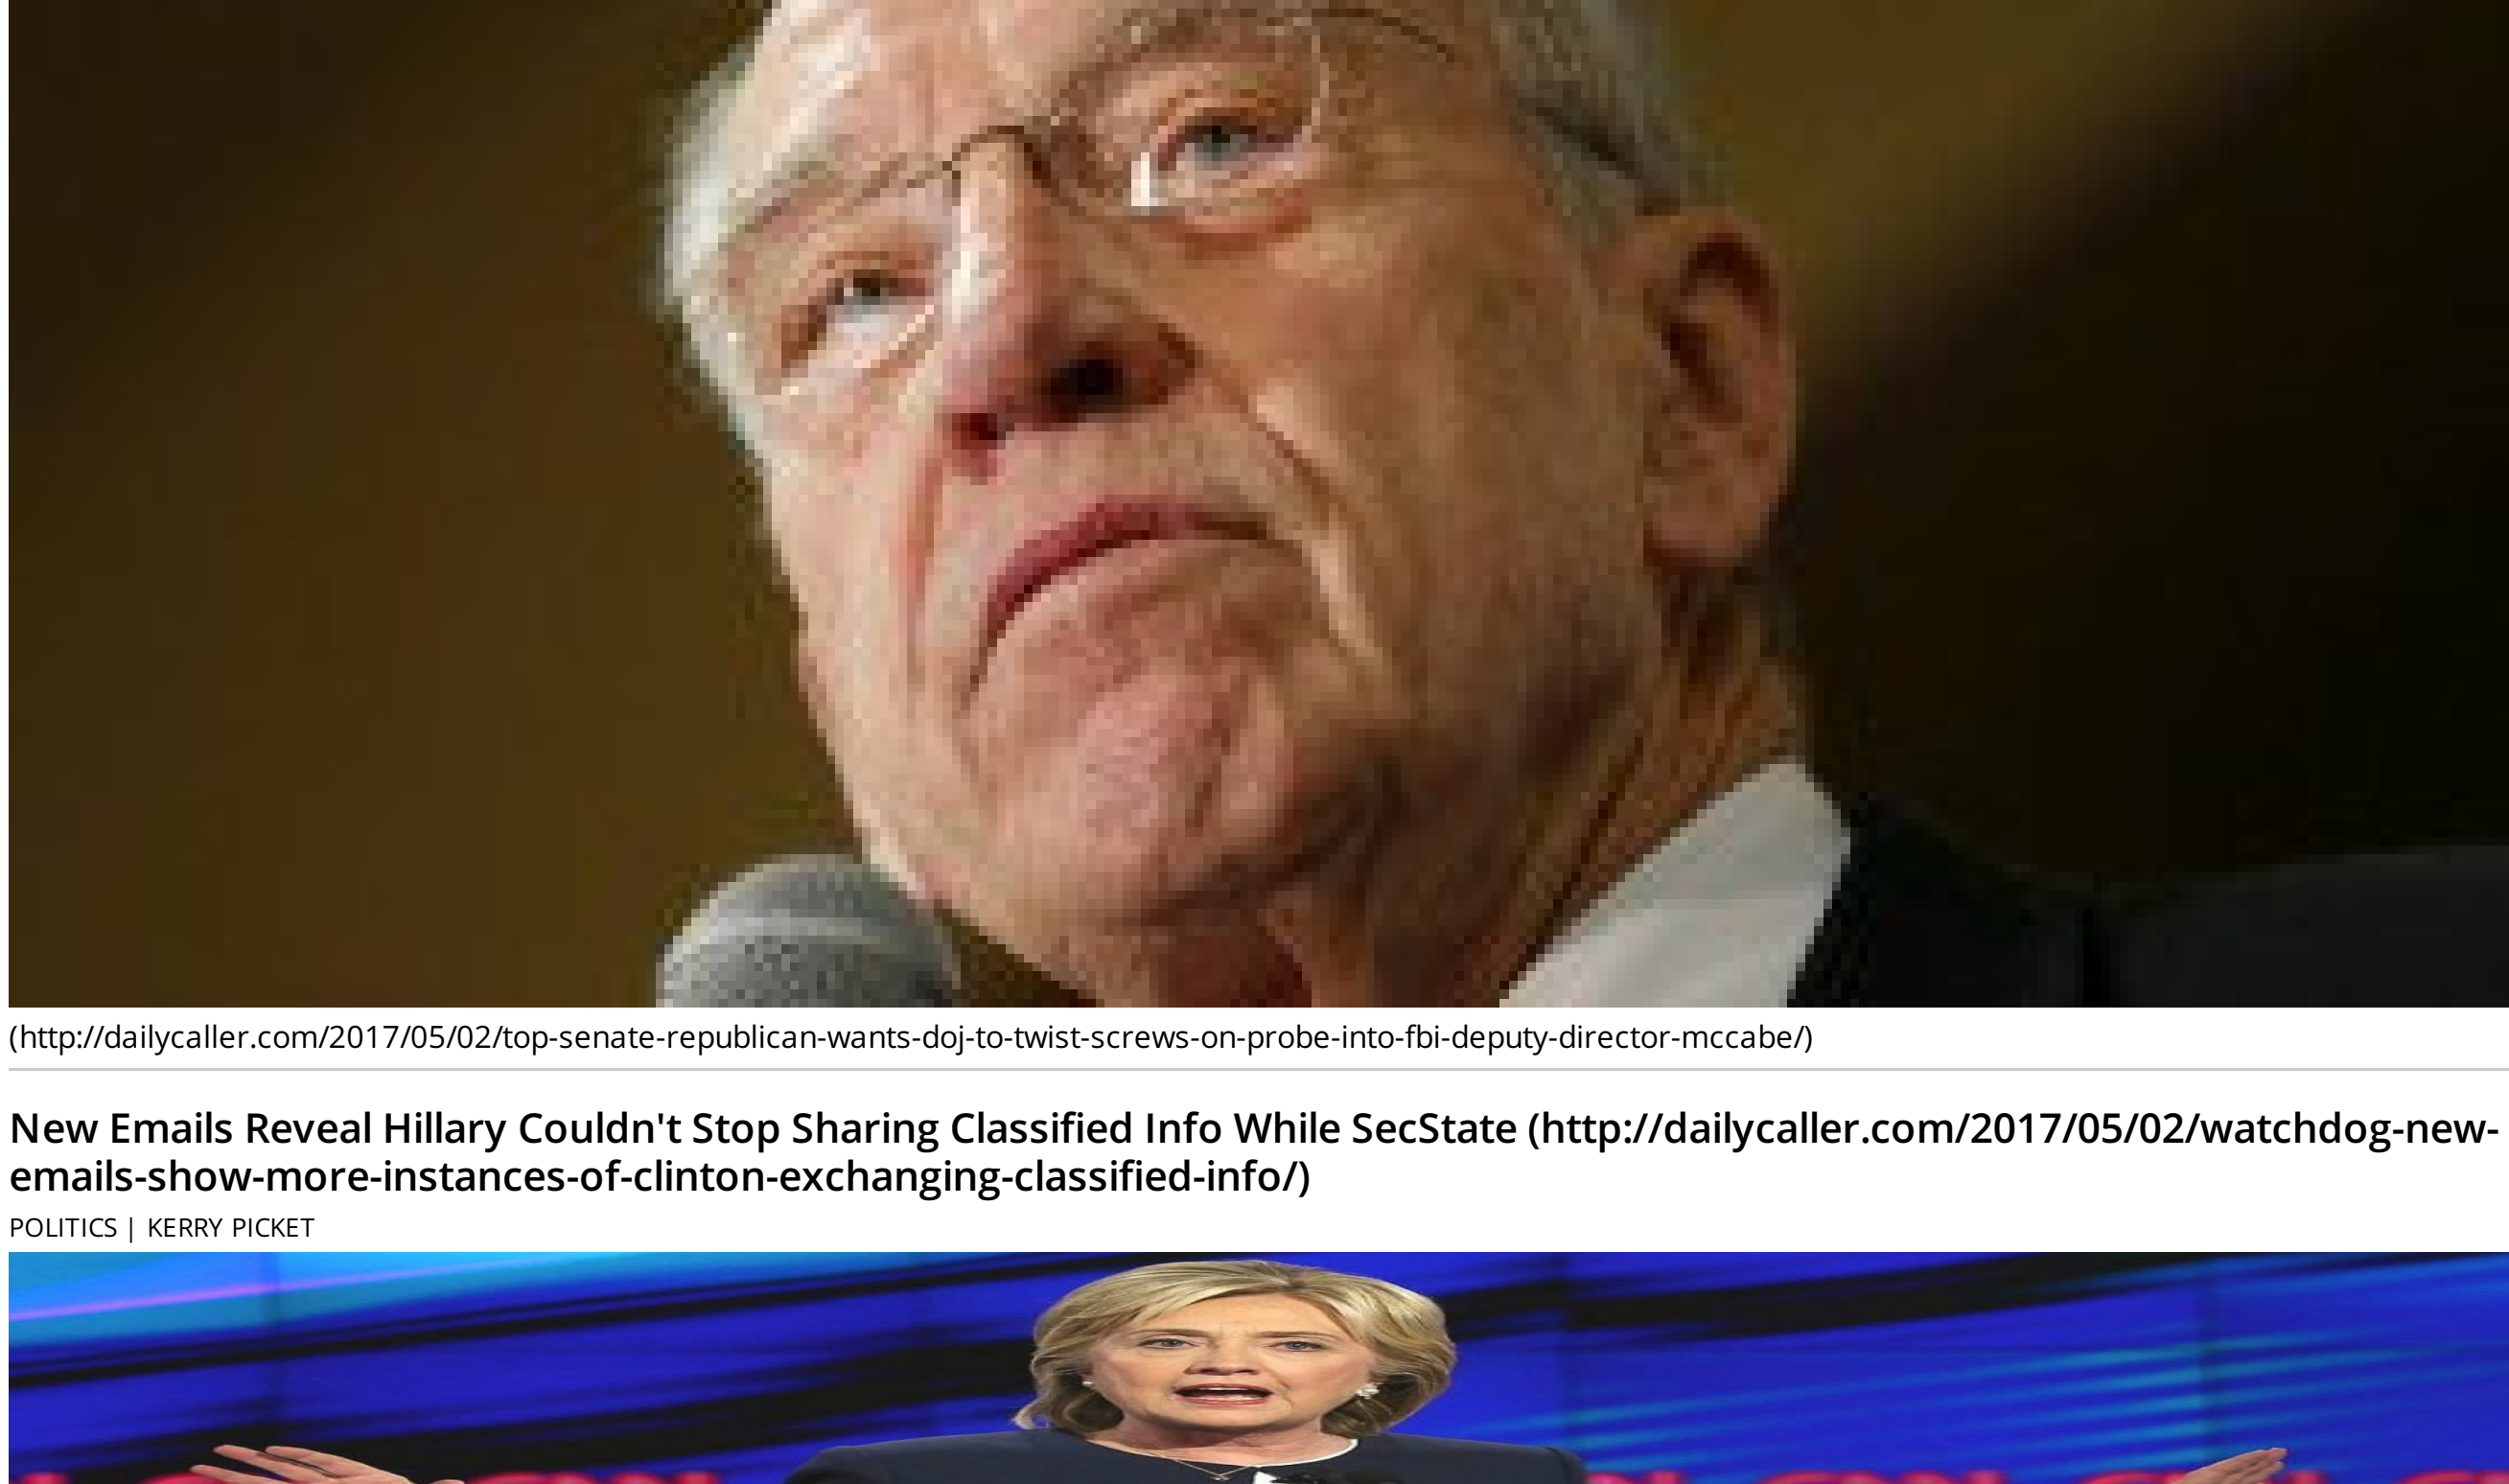 (http://dailycaller.com/2017/05/02/top-senate-republican-wants-doj-to-twist-screws-on-probe-into-fbi-deputy-director-mccabe/)
New Emails Reveal Hillary Couldn't Stop Sharing Classified Info While SecState (http://dailycaller.com/2017/05/02/watchdog-new-
emails-show-more-instances-of-clinton-exchanging-classified-info/)
POLITICS | KERRY PICKET